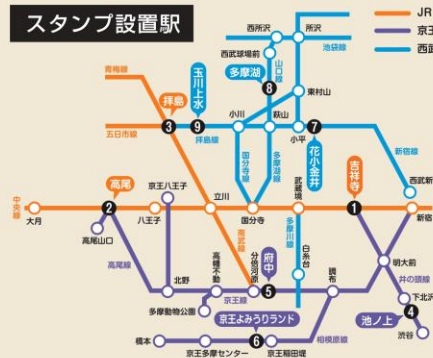 スタンプ設置駅
JR
京王
西武
西所沢
所沢
池袋線
西武球場前
山口線
青梅線
玉川上水
多摩湖
8
東村山
拝島
小川
萩山
新宿線
五日市線
3
9
拝島線
小平
7
花小金井
国分寺線
多摩湖線
吉祥寺
西武新
高尾
京王八王子
武蔵境
中央線
2
1
大月
八王子
立川
国分寺
新宿
高尾山口
南武線
多摩川線
高尾線
高幡不動
分倍河原
府中
白糸台
調布
明大前
井の頭線
北野
京王線
5
下北沢
多摩動物公園
4
京王よみうりランド
池ノ上
6
渋谷
橋本
京王多摩センター
京王稲田堤
相模原線